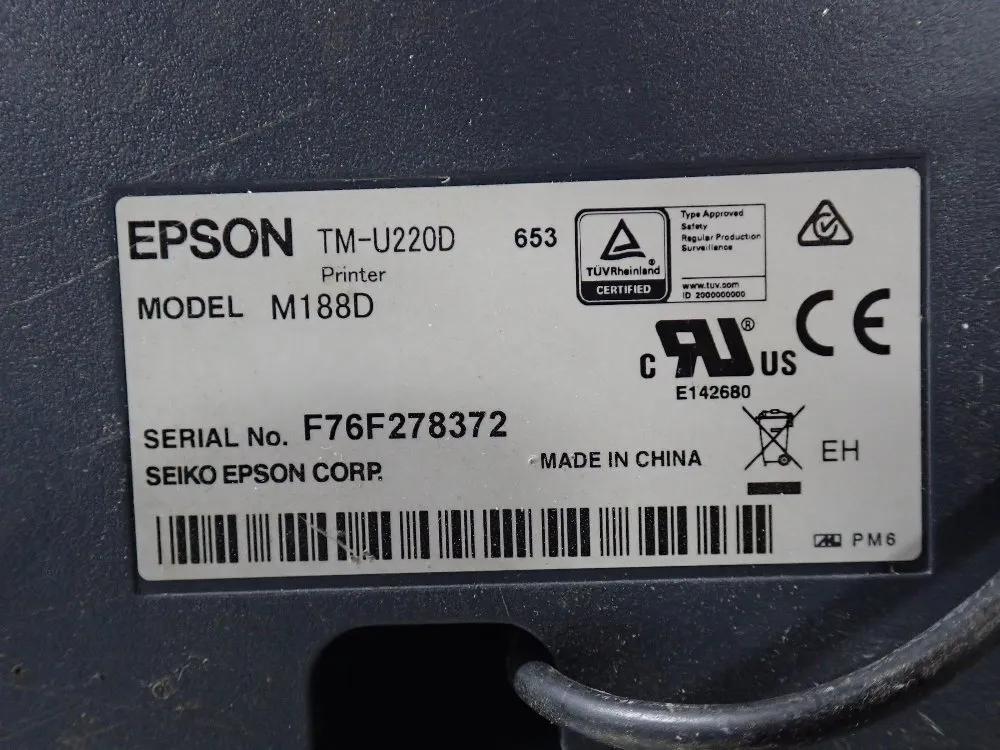 EPSON TM-U220D 653
Printer
MODEL M188D
TÜVRheinland®
CERTIFIED
Type Approved
Safety
Regular Production
Surveillance
www.tuv.com
ID 2000000000
CE
c RU® US
E142680
SERIAL No. F76F278372
SEIKO EPSON CORP.
MADE IN CHINA
EH
PM6